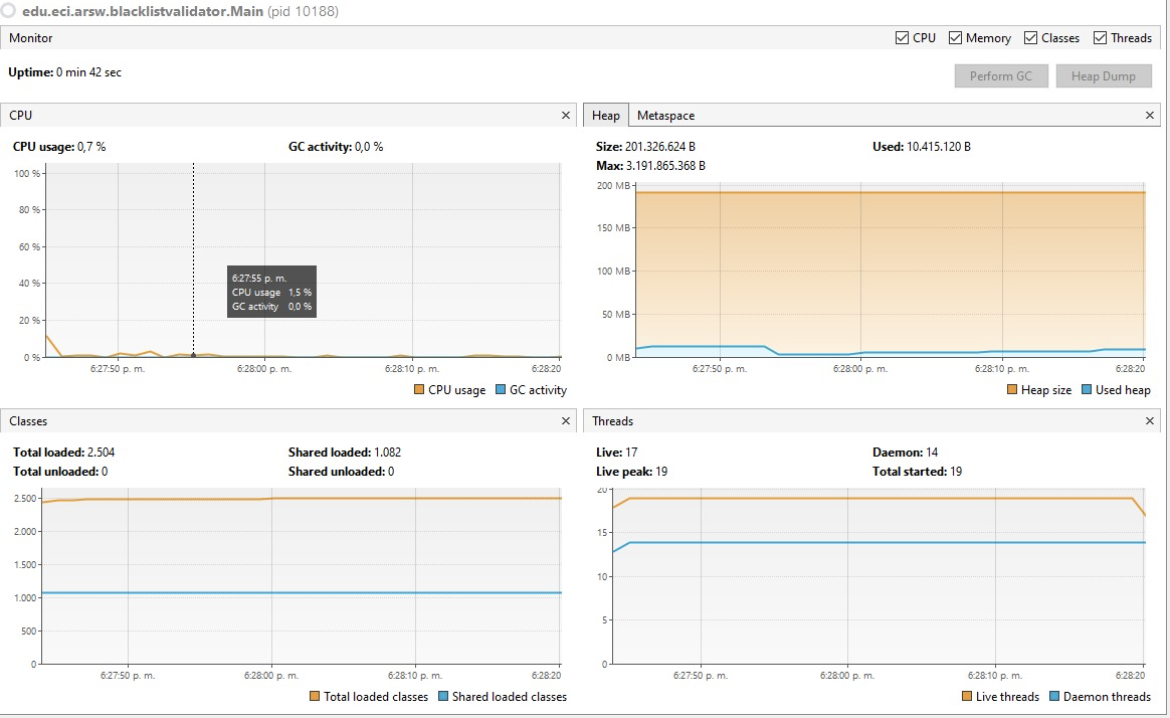 edu.eci.arsw.blacklistvalidator.Main (pid 10188)
Monitor
CPU Memory Classes Threads
Uptime: 0 min 42 sec
Perform GC Heap Dump
CPU
CPU usage: 0,7 % GC activity: 0,0 %
100 %
80 %
60 %
40 %
20 %
0 %
6:27:55 p. m.
CPU usage 1,5 %
GC activity 0,0 %
6:27:50 p. m. 6:28:00 p. m. 6:28:10 p. m. 6:28:20
CPU usage GC activity
Heap Metaspace
Size: 201.326.624 B Used: 10.415.120 B
Max: 3.191.865.368 B
200 MB
150 MB
100 MB
50 MB
0 MB
6:27:50 p. m. 6:28:00 p. m. 6:28:10 p. m. 6:28:20
Heap size Used heap
Classes
Total loaded: 2.504 Shared loaded: 1.082
Total unloaded: 0 Shared unloaded: 0
2.500
2.000
1.500
1.000
500
0
6:27:50 p. m. 6:28:00 p. m. 6:28:10 p. m. 6:28:20
Total loaded classes Shared loaded classes
Threads
Live: 17 Daemon: 14
Live peak: 19 Total started: 19
20
15
10
5
0
6:27:50 p. m. 6:28:00 p. m. 6:28:10 p. m. 6:28:20
Live threads Daemon threads